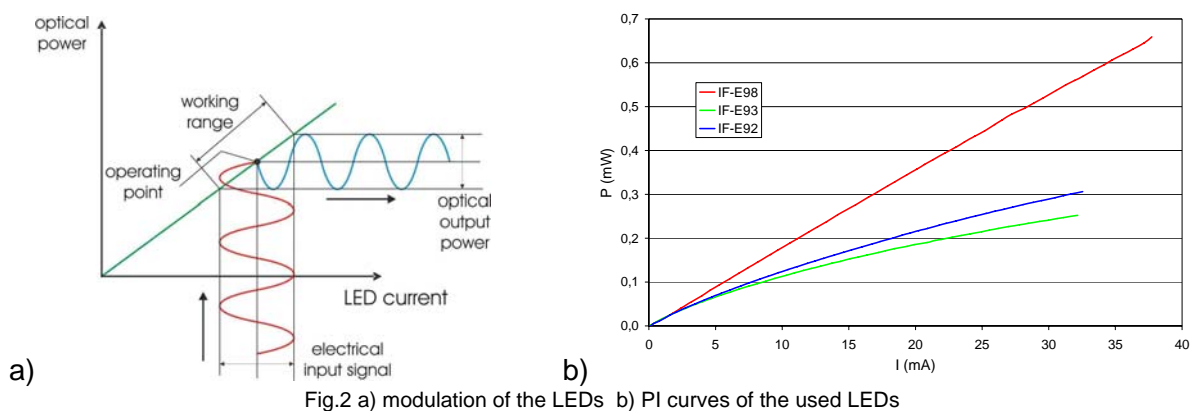 optical
power
working
range
operating
point
optical
output
power
LED current
electrical
input signal
a)
0,7
0,6
0,5
0,4
0,3
0,2
0,1
0,0
P (mW)
IF-E98
IF-E93
IF-E92
0 5 10 15 20 25 30 35 40
I (mA)
b)
Fig.2 a) modulation of the LEDs b) PI curves of the used LEDs